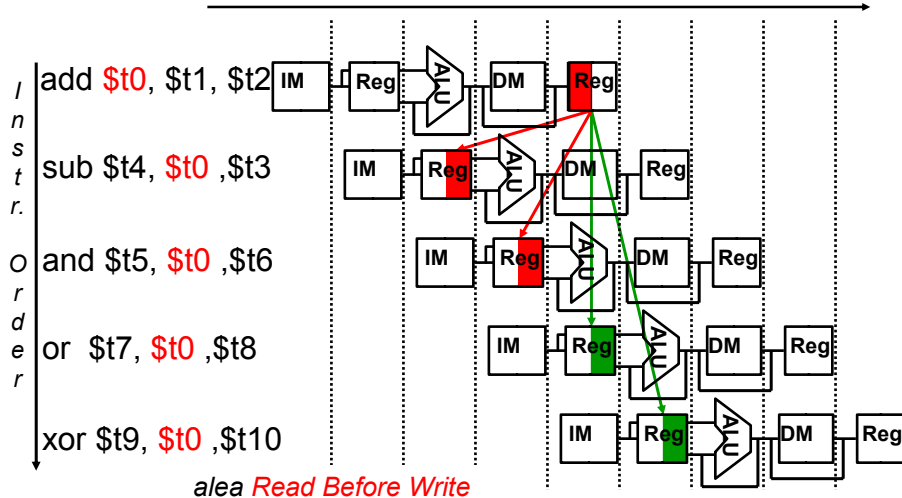 add $t0, $t1, $t2 IM Reg ALU DM Reg
sub $t4, $t0 ,$t3 IM Reg ALU DM Reg
and $t5, $t0 ,$t6 IM Reg ALU DM Reg
or $t7, $t0 ,$t8 IM Reg ALU DM Reg
xor $t9, $t0 ,$t10 IM Reg ALU DM Reg
Instr. Order
alea Read Before Write